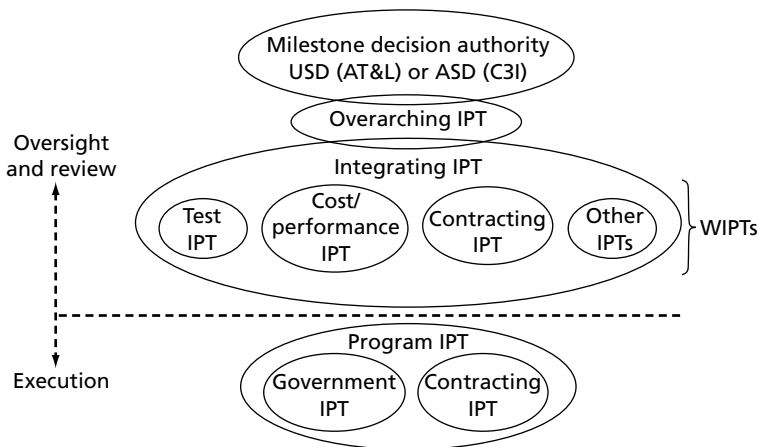 Milestone decision authority
USD (AT&L) or ASD (C3I)
Overarching IPT
Oversight
and review
Integrating IPT
Test
IPT
Cost/
performance
IPT
Contracting
IPT
Other
IPTs
WIPTs
Program IPT
Execution
Government
IPT
Contracting
IPT